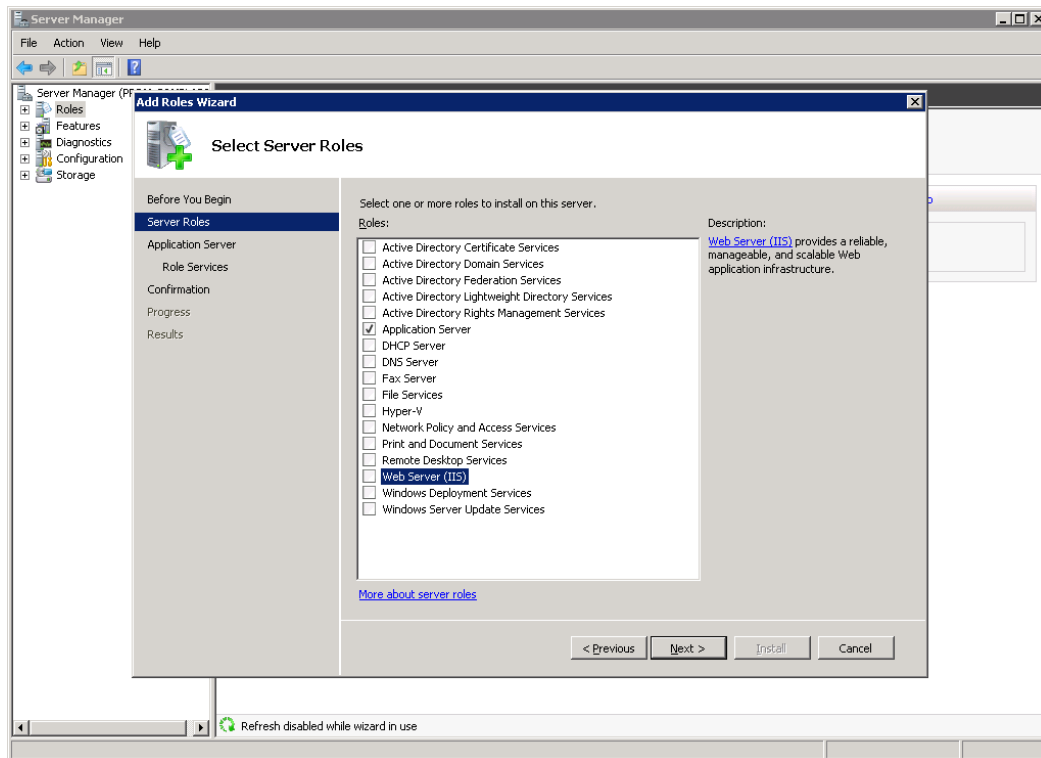 Server Manager
File Action View Help
Server Manager (
Roles
Features
Diagnostics
Configuration
Storage
Add Roles Wizard
Select Server Roles
Before You Begin
Server Roles
Application Server
Role Services
Confirmation
Progress
Results
Select one or more roles to install on this server.
Roles:
Active Directory Certificate Services
Active Directory Domain Services
Active Directory Federation Services
Active Directory Lightweight Directory Services
Active Directory Rights Management Services
Application Server
DHCP Server
DNS Server
Fax Server
File Services
Hyper-V
Network Policy and Access Services
Print and Document Services
Remote Desktop Services
Web Server (IIS)
Windows Deployment Services
Windows Server Update Services
More about server roles
Description:
Web Server (IIS) provides a reliable,
manageable, and scalable Web
application infrastructure.
< Previous Next > Install Cancel
Refresh disabled while wizard in use